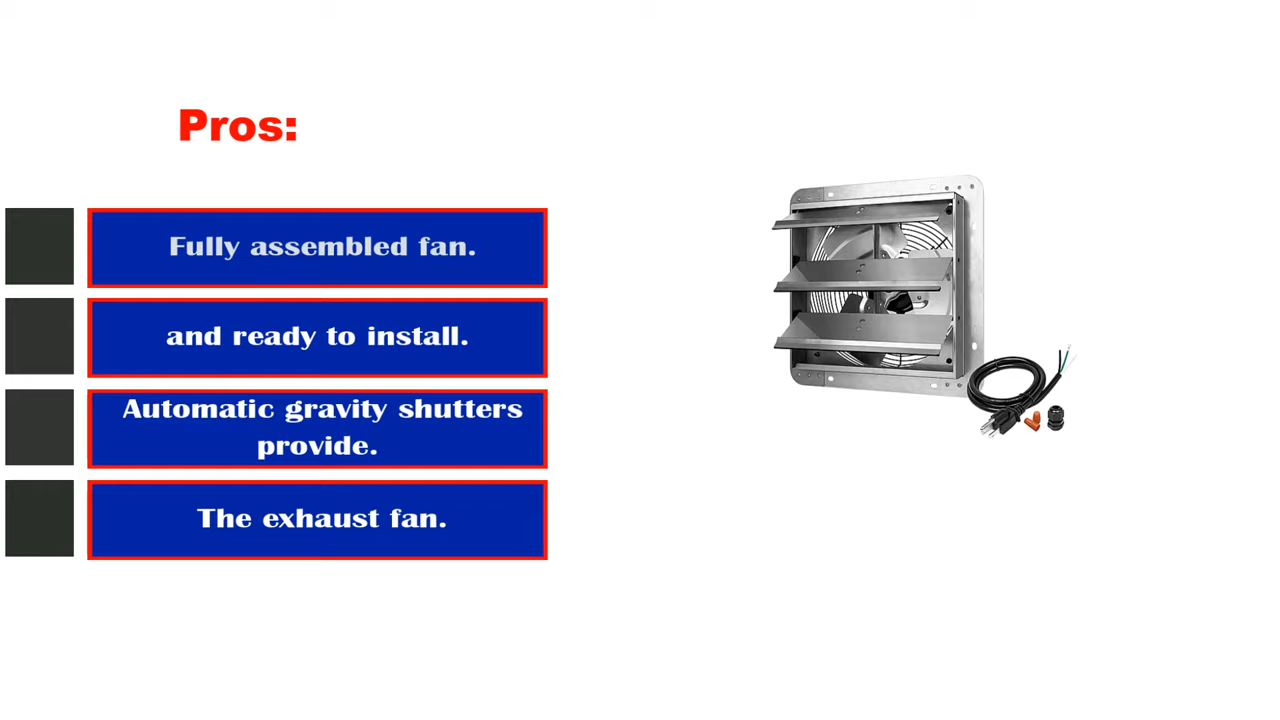 Pros:
Fully assembled fan.
and ready to install.
Automatic gravity shutters
provide.
The exhaust fan.